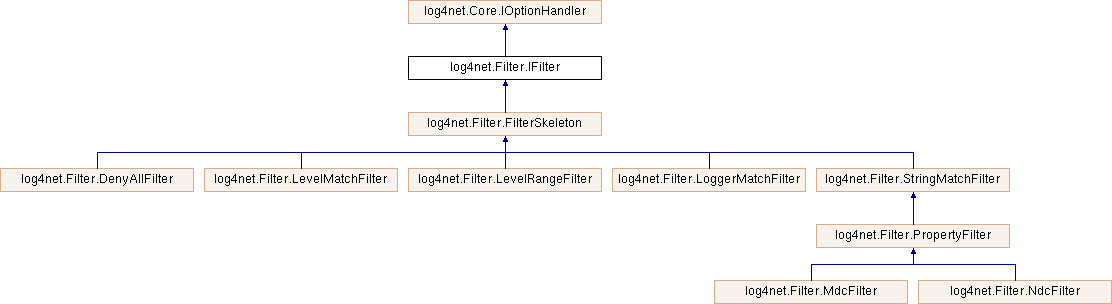 log4net.Core.IOptionHandler
log4net.Filter.IFilter
log4net.Filter.FilterSkeleton
log4net.Filter.DenyAllFilter
log4net.Filter.LevelMatchFilter
log4net.Filter.LevelRangeFilter
log4net.Filter.LoggerMatchFilter
log4net.Filter.StringMatchFilter
log4net.Filter.PropertyFilter
log4net.Filter.MdcFilter
log4net.Filter.NdcFilter